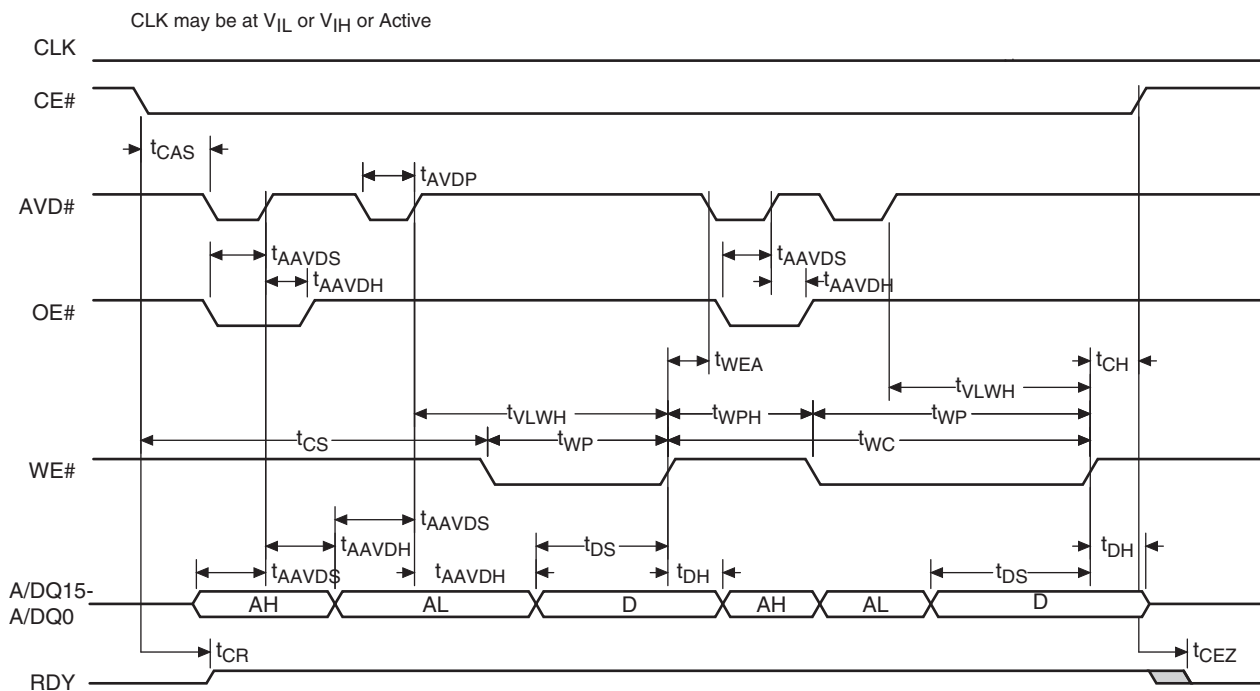 CLK may be at VIL or VIH or Active
CLK
CE#
tCAS
tAVDP
AVD#
tAAVDS
tAAVDS
tAAVDH
tAAVDH
OE#
tWEA
tCH
tVLWH
tVLWH
tWPH
tWP
tCS
tWP
tWC
WE#
tAAVDS
tAAVDH
tDS
tDH
tAAVDS
tAAVDH
tDH
tDS
A/DQ15-
A/DQ0
AH
AL
D
AH
AL
D
tCR
tCEZ
RDY